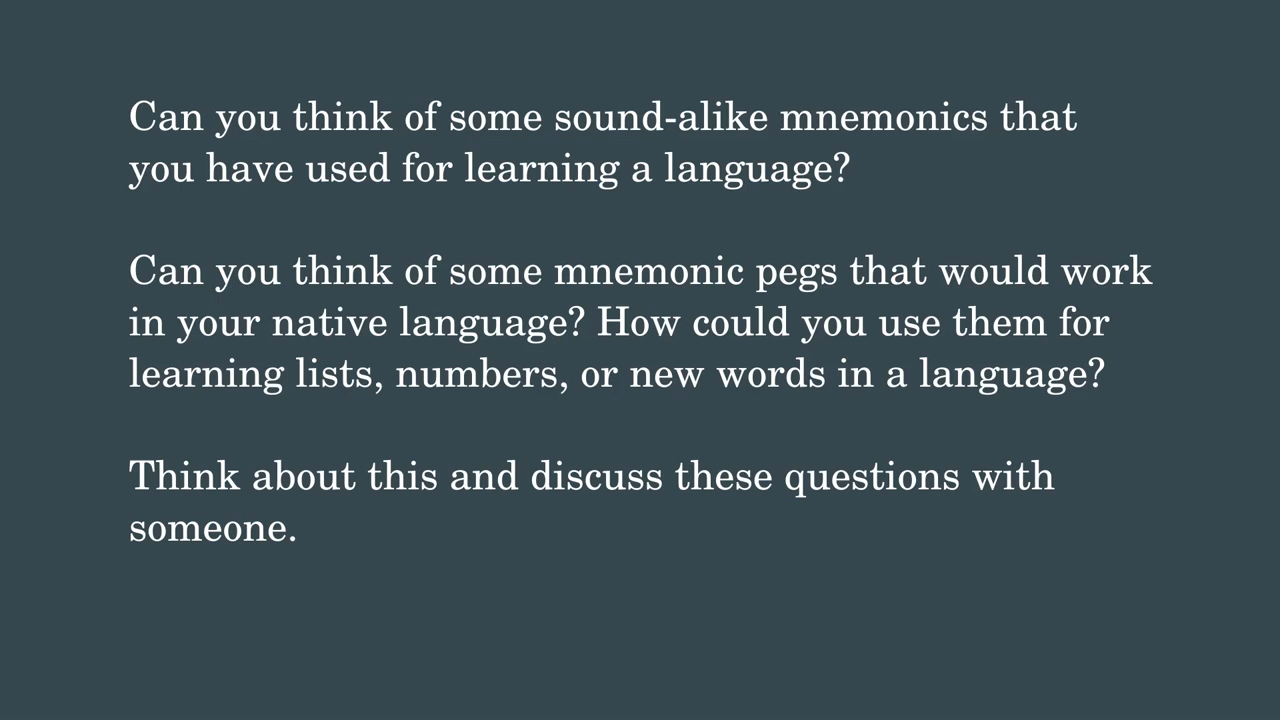 Can you think of some sound-alike mnemonics that
you have used for learning a language?
Can you think of some mnemonic pegs that would work
in your native language? How could you use them for
learning lists, numbers, or new words in a language?
Think about this and discuss these questions with
someone.